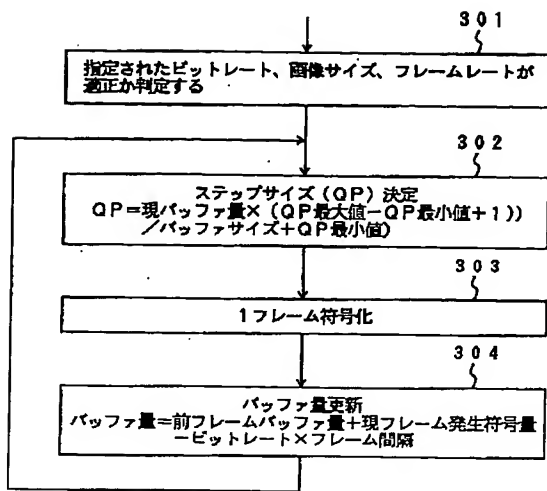 301
指定されたビットレート、画像サイズ、フレームレートが
適正か判定する
302
ステップサイズ（QP）決定
QP＝現バッファ量×（QP最大値－QP最小値＋1））
／バッファサイズ＋QP最小値）
303
1フレーム符号化
304
バッファ量更新
バッファ量＝前フレームバッファ量＋現フレーム発生符号量
－ビットレート×フレーム間隔